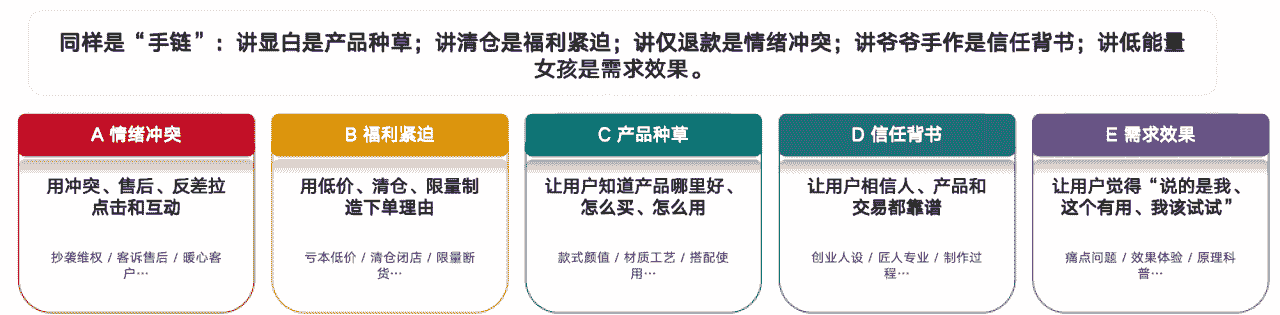 同样是“手链”：讲显白是产品种草；讲清仓是福利紧迫；讲仅退款是情绪冲突；讲爷爷手作是信任背书；讲低能量
女孩是需求效果。
A 情绪冲突
用冲突、售后、反差拉
点击和互动
抄袭维权 / 客诉售后 / 暖心客
户…
B 福利紧迫
用低价、清仓、限量制
造下单理由
亏本低价 / 清仓闭店 / 限量断
货…
C 产品种草
让用户知道产品哪里好、
怎么买、怎么用
款式颜值 / 材质工艺 / 搭配使
用…
D 信任背书
让用户相信人、产品和
交易都靠谱
创业人设 / 匠人专业 / 制作过
程…
E 需求效果
让用户觉得“说的是我、
这个有用、我该试试”
痛点问题 / 效果体验 / 原理科
普…